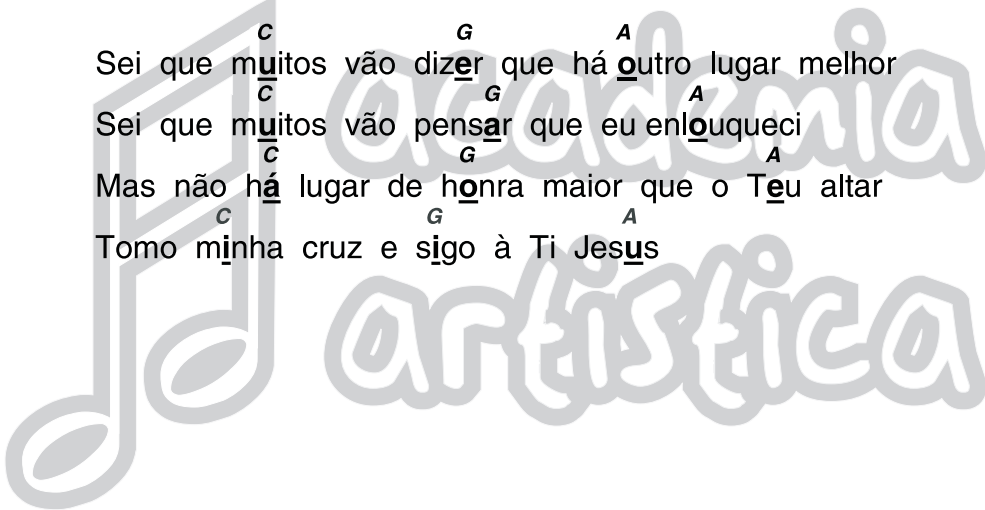 C G A
Sei que muitos vão dizer que há outro lugar melhor
C G A
Sei que muitos vão pensar que eu enlouqueci
C G A
Mas não há lugar de honra maior que o Teu altar
C G A
Tomo minha cruz e sigo à Ti Jesus
academia
artistica